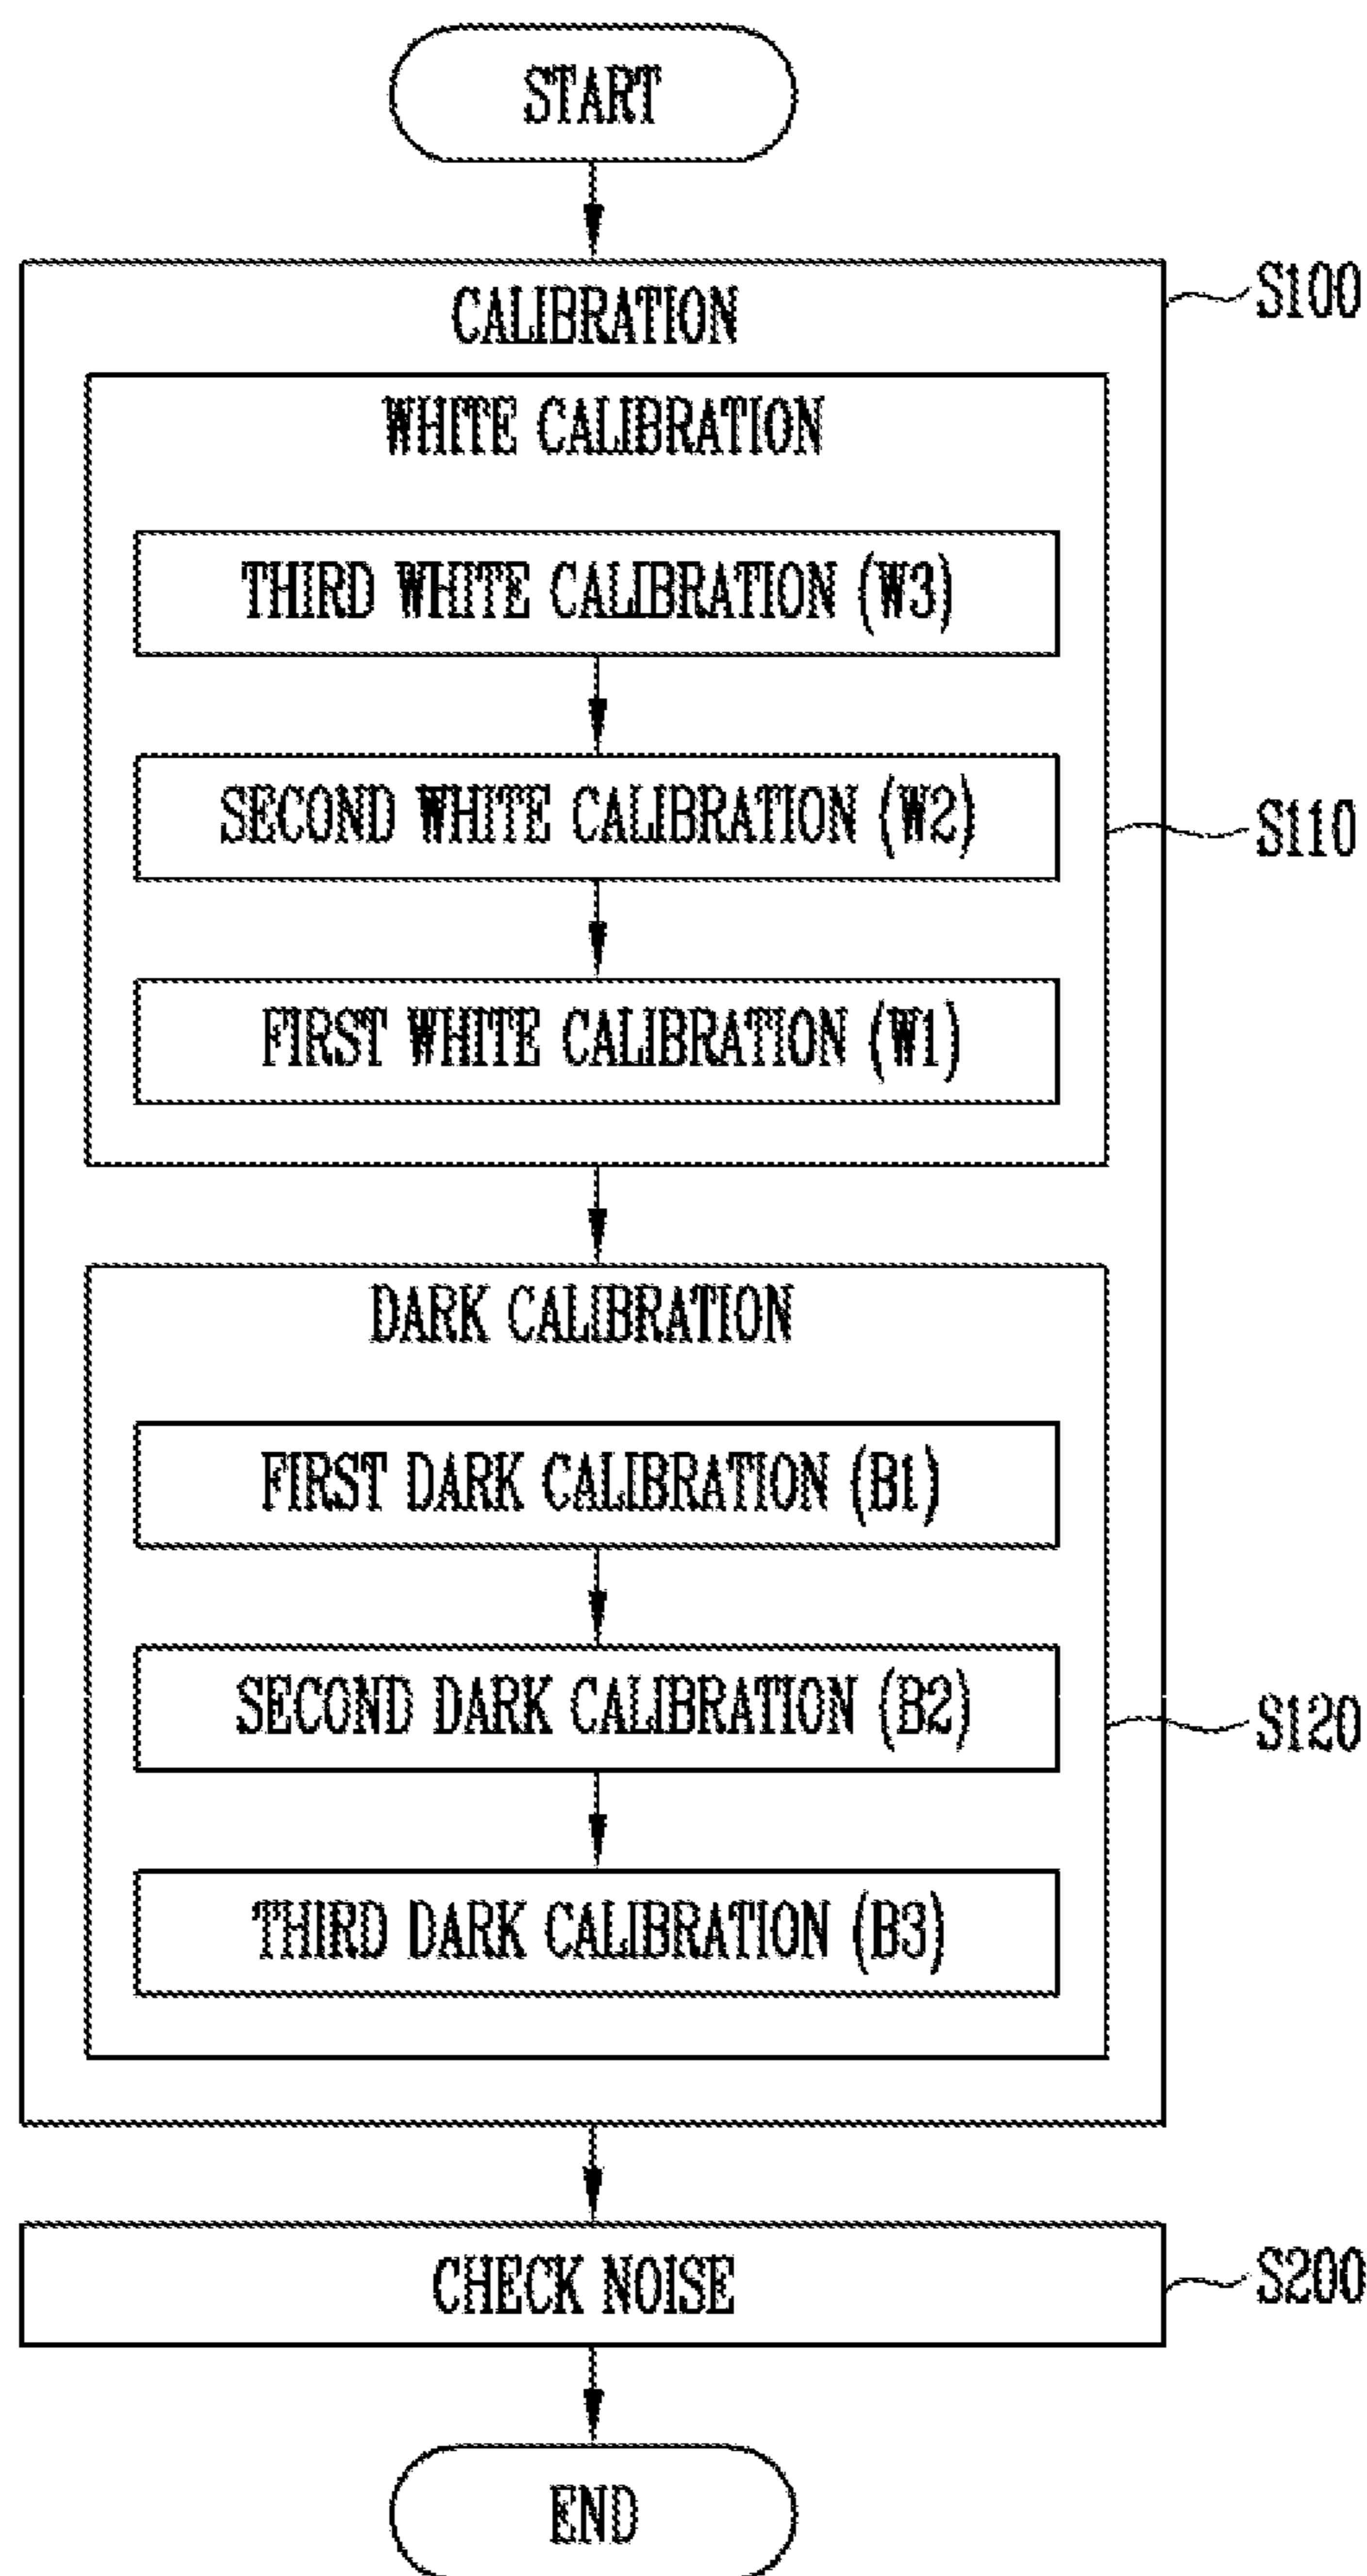 START
CALIBRATION
S100
WHITE CALIBRATION
THIRD WHITE CALIBRATION (W3)
SECOND WHITE CALIBRATION (W2)
S110
FIRST WHITE CALIBRATION (W1)
DARK CALIBRATION
FIRST DARK CALIBRATION (B1)
SECOND DARK CALIBRATION (B2)
S120
THIRD DARK CALIBRATION (B3)
CHECK NOISE
S200
END